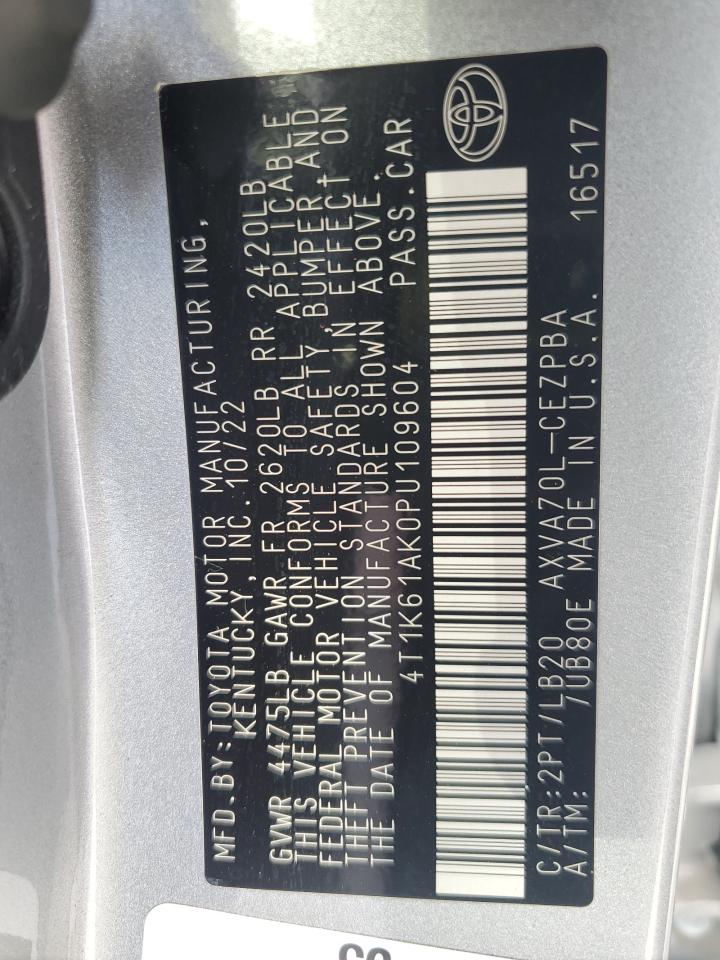 MFD.BY:TOYOTA MOTOR MANUFACTURING,
KENTUCKY,INC.10/22
GVWR 4475LB GAWR FR 2620LB RR 2420LB
THIS VEHICLE CONFORMS TO ALL APPLICABLE
FEDERAL MOTOR VEHICLE SAFETY,BUMPER,AND
THEFT PREVENTION STANDARDS IN EFFECT ON
THE DATE OF MANUFACTURE SHOWN ABOVE.
4T1K61AK0PU109604 PASS.CAR
C/TR:2PT/LB20 AXVA70L-CEZPBA
A/TM: /UB80E MADE IN U.S.A. 16517